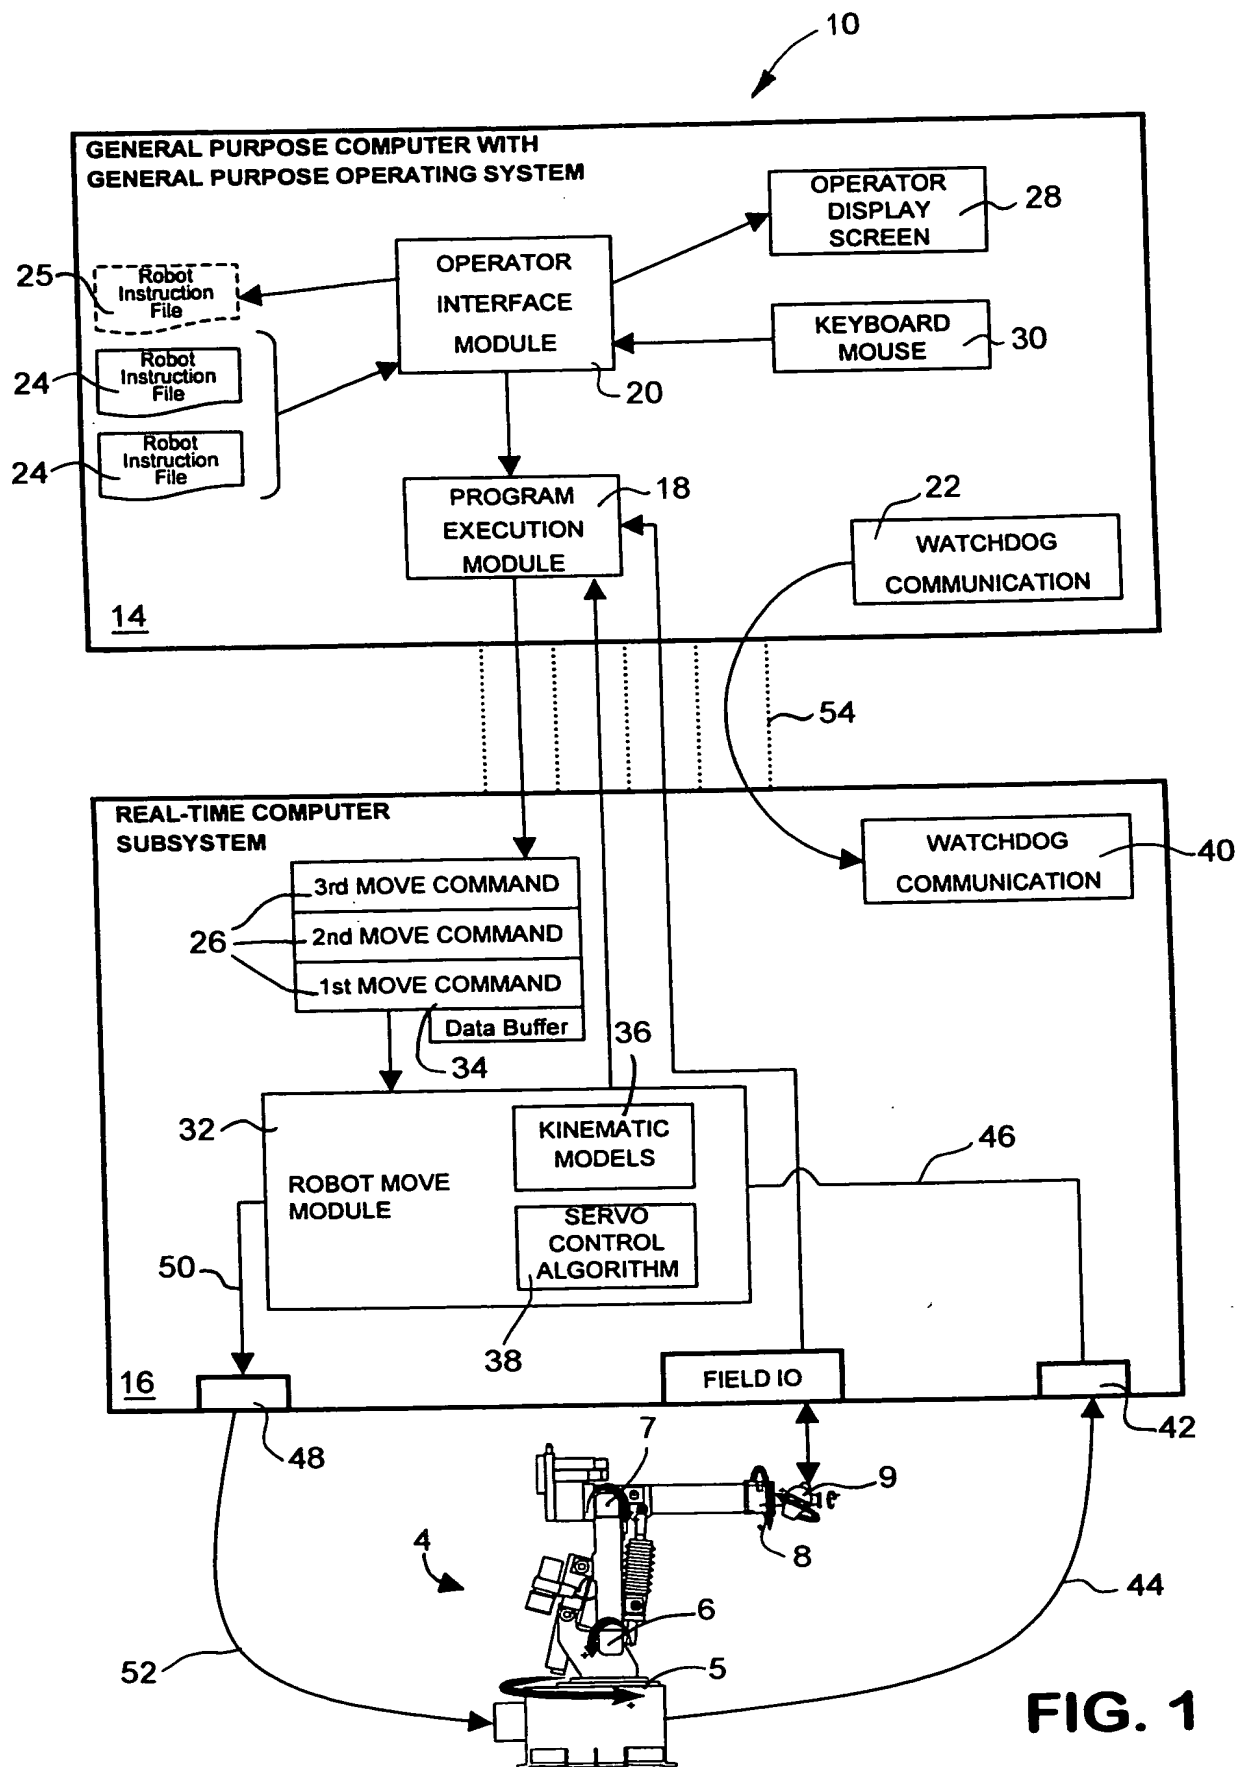 10
GENERAL PURPOSE COMPUTER WITH
GENERAL PURPOSE OPERATING SYSTEM
OPERATOR
DISPLAY
SCREEN
28
25
Robot
Instruction
File
OPERATOR
INTERFACE
MODULE
20
KEYBOARD
MOUSE
30
24
Robot
Instruction
File
24
Robot
Instruction
File
PROGRAM
EXECUTION
MODULE
18
22
WATCHDOG
COMMUNICATION
14
54
REAL-TIME COMPUTER
SUBSYSTEM
WATCHDOG
COMMUNICATION
40
3rd MOVE COMMAND
26
2nd MOVE COMMAND
1st MOVE COMMAND
Data Buffer
34
36
32
KINEMATIC
MODELS
46
ROBOT MOVE
MODULE
SERVO
CONTROL
ALGORITHM
50
38
16
FIELD IO
48
42
7
9
8
4
44
6
52
5
FIG. 1